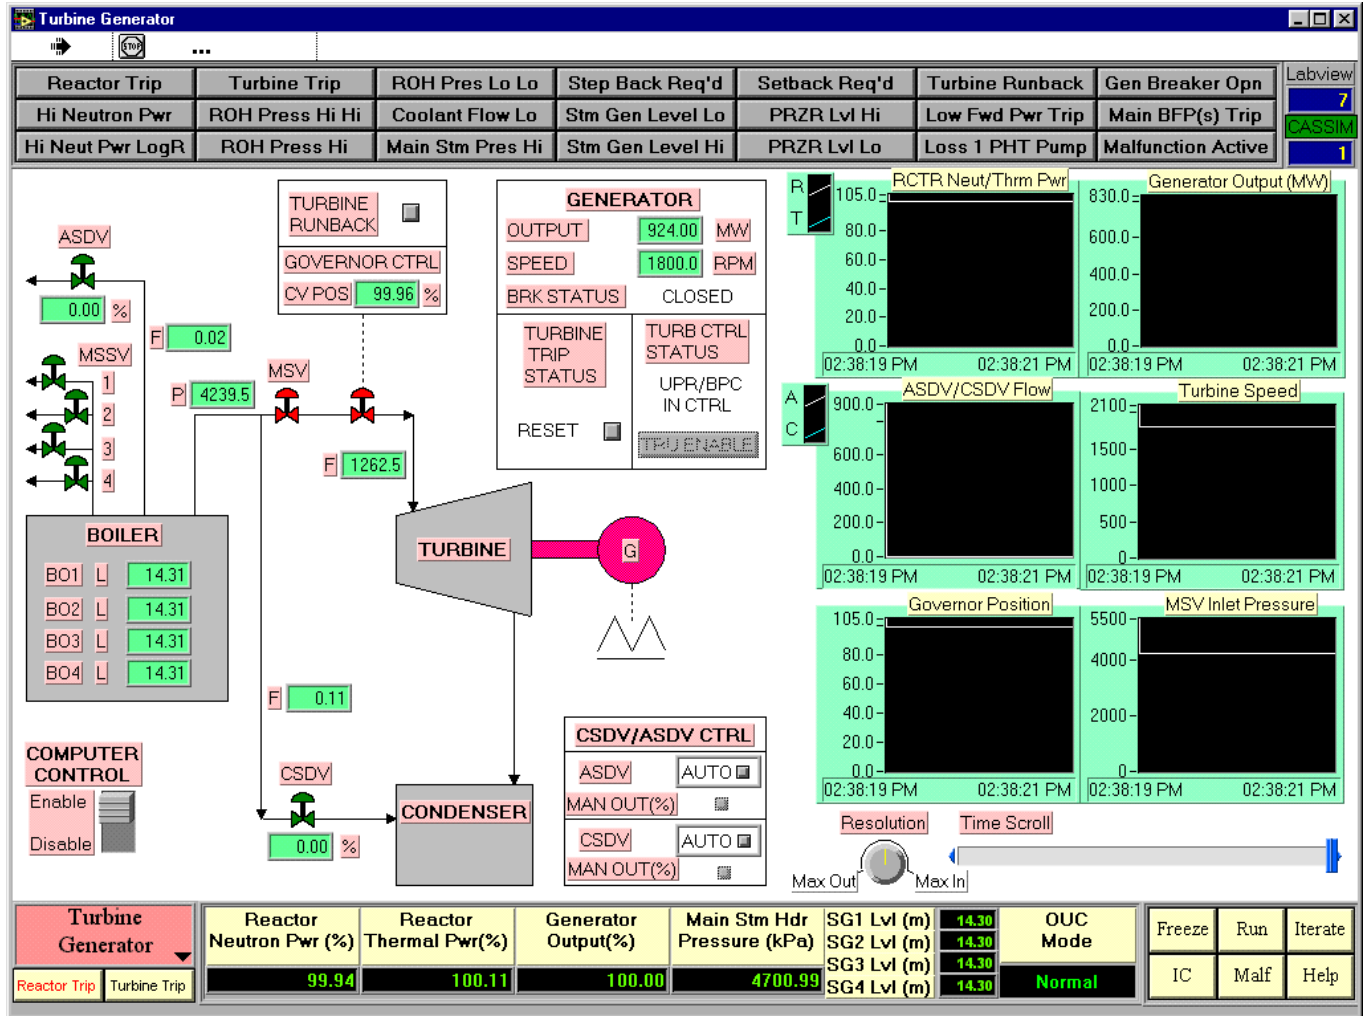 Turbine Generator
STOP
...
Reactor Trip
Turbine Trip
ROH Pres Lo Lo
Step Back Req'd
Setback Req'd
Turbine Runback
Gen Breaker Opn
Labview
7
Hi Neutron Pwr
ROH Press Hi Hi
Coolant Flow Lo
Stm Gen Level Lo
PRZR Lvl Hi
Low Fwd Pwr Trip
Main BFP(s) Trip
CASSIM
Hi Neut Pwr LogR
ROH Press Hi
Main Stm Pres Hi
Stm Gen Level Hi
PRZR Lvl Lo
Loss 1 PHT Pump
Malfunction Active
1
ASDV
0.00 %
F 0.02
MSSV
1
2
3
4
P 4239.5
MSV
TURBINE
RUNBACK
GOVERNOR CTRL
CV POS 99.96 %
F 1262.5
GENERATOR
OUTPUT 924.00 MW
SPEED 1800.0 RPM
BRK STATUS CLOSED
TURBINE
TRIP
STATUS
RESET
TURB CTRL
STATUS
UPR/BPC
IN CTRL
TRU ENABLE
BOILER
BO1 L 14.31
BO2 L 14.31
BO3 L 14.31
BO4 L 14.31
TURBINE
G
F 0.11
COMPUTER
CONTROL
Enable
Disable
CSDV
0.00 %
CONDENSER
CSDV/ASDV CTRL
ASDV AUTO
MAN OUT(%)
CSDV AUTO
MAN OUT(%)
R
T
RCTR Neut/Thrm Pwr
105.0
80.0
60.0
40.0
20.0
0.0
02:38:19 PM 02:38:21 PM
Generator Output (MW)
830.0
600.0
400.0
200.0
0.0
02:38:19 PM 02:38:21 PM
A
C
ASDV/CSDV Flow
900.0
600.0
400.0
200.0
0.0
02:38:19 PM 02:38:21 PM
Turbine Speed
2100
1500
1000
500
0
02:38:19 PM 02:38:21 PM
Governor Position
105.0
80.0
60.0
40.0
20.0
0.0
02:38:19 PM 02:38:21 PM
MSV Inlet Pressure
5500
4000
2000
0
02:38:19 PM 02:38:21 PM
Resolution
Max Out
Max In
Time Scroll
Turbine
Generator
Reactor Trip
Turbine Trip
Reactor
Neutron Pwr (%)
99.94
Reactor
Thermal Pwr(%)
100.11
Generator
Output(%)
100.00
Main Stm Hdr
Pressure (kPa)
4700.99
SG1 Lvl (m) 14.30
SG2 Lvl (m) 14.30
SG3 Lvl (m) 14.30
SG4 Lvl (m) 14.30
OUC
Mode
Normal
Freeze
Run
Iterate
IC
Malf
Help